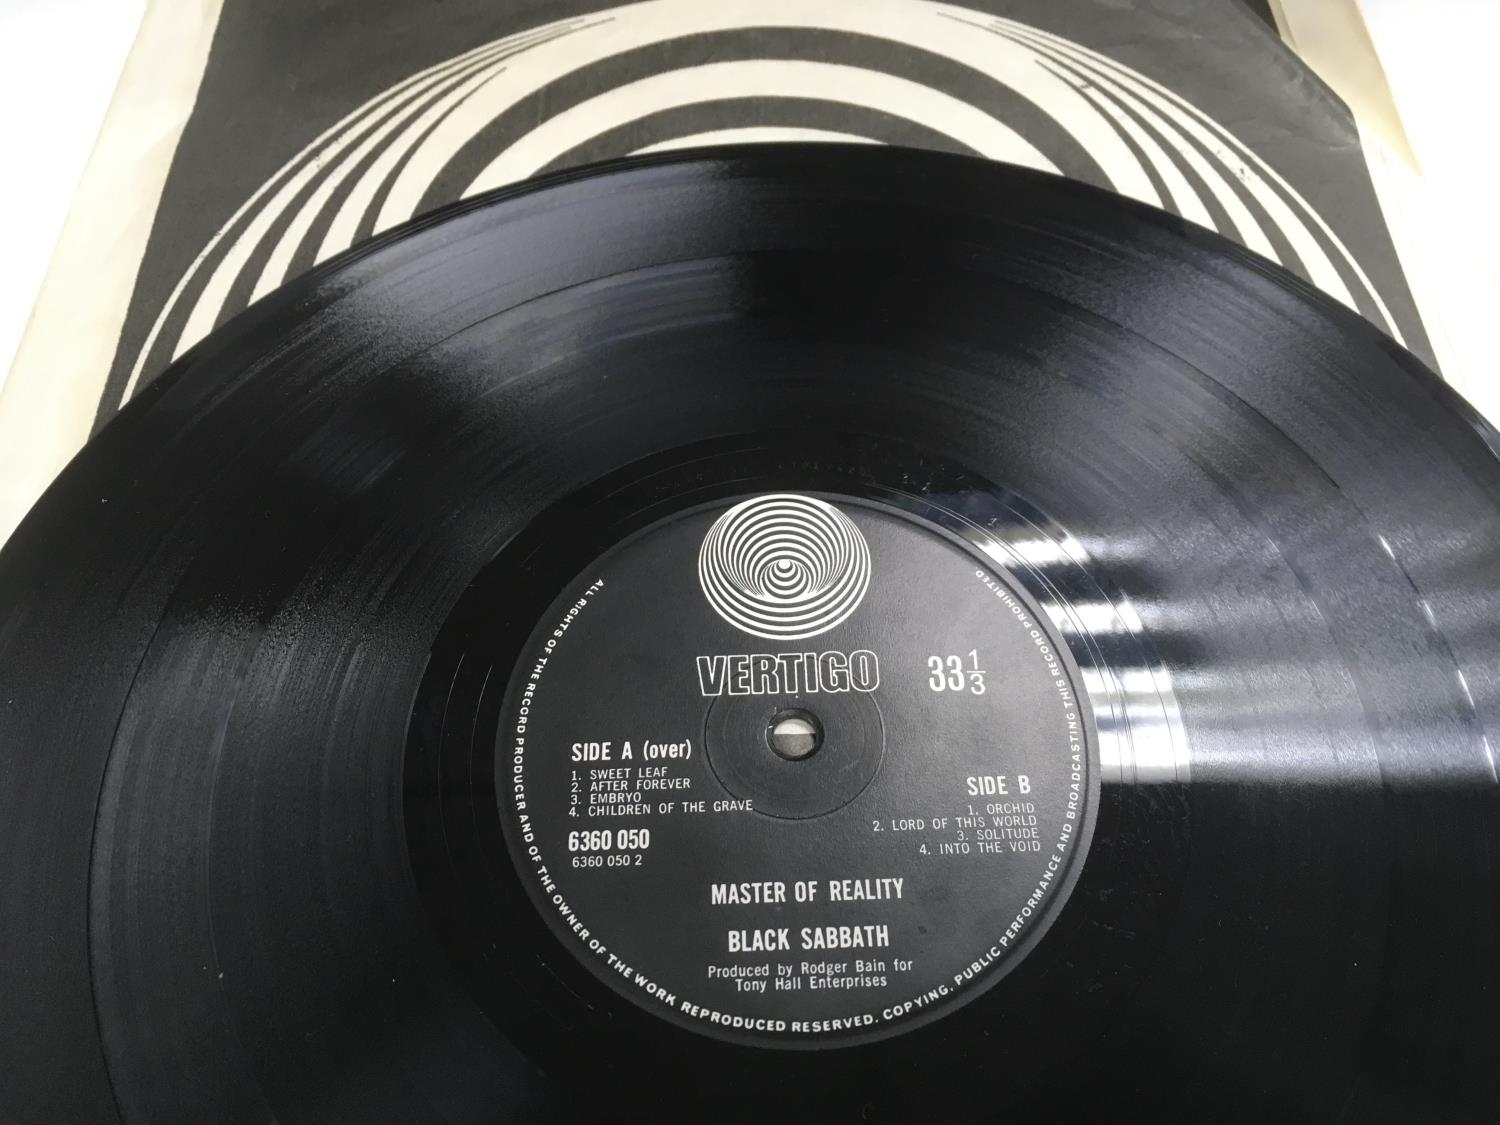 VERTIGO
33 1/3
SIDE A (over)
1. SWEET LEAF
2. AFTER FOREVER
3. EMBRYO
4. CHILDREN OF THE GRAVE
6360 050
6360 050 2
SIDE B
1. ORCHID
2. LORD OF THIS WORLD
3. SOLITUDE
4. INTO THE VOID
MASTER OF REALITY
BLACK SABBATH
Produced by Rodger Bain for
Tony Hall Enterprises
ALL RIGHTS OF THE RECORD PRODUCER AND OF THE OWNER OF THE WORK REPRODUCED RESERVED. COPYING, PUBLIC PERFORMANCE AND BROADCASTING THIS RECORD PROHIBITED.